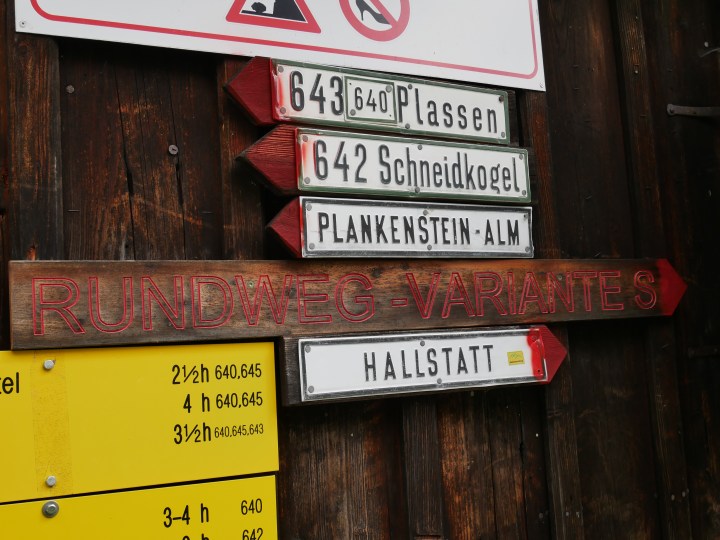 643 640 Plassen
642 Schneidkogel
PLANKENSTEIN-ALM
RUNDWEG-VARIANTE S
HALLSTATT
tel 2½h 640,645
4 h 640,645
3½h 640,645,643
3-4 h 640
642